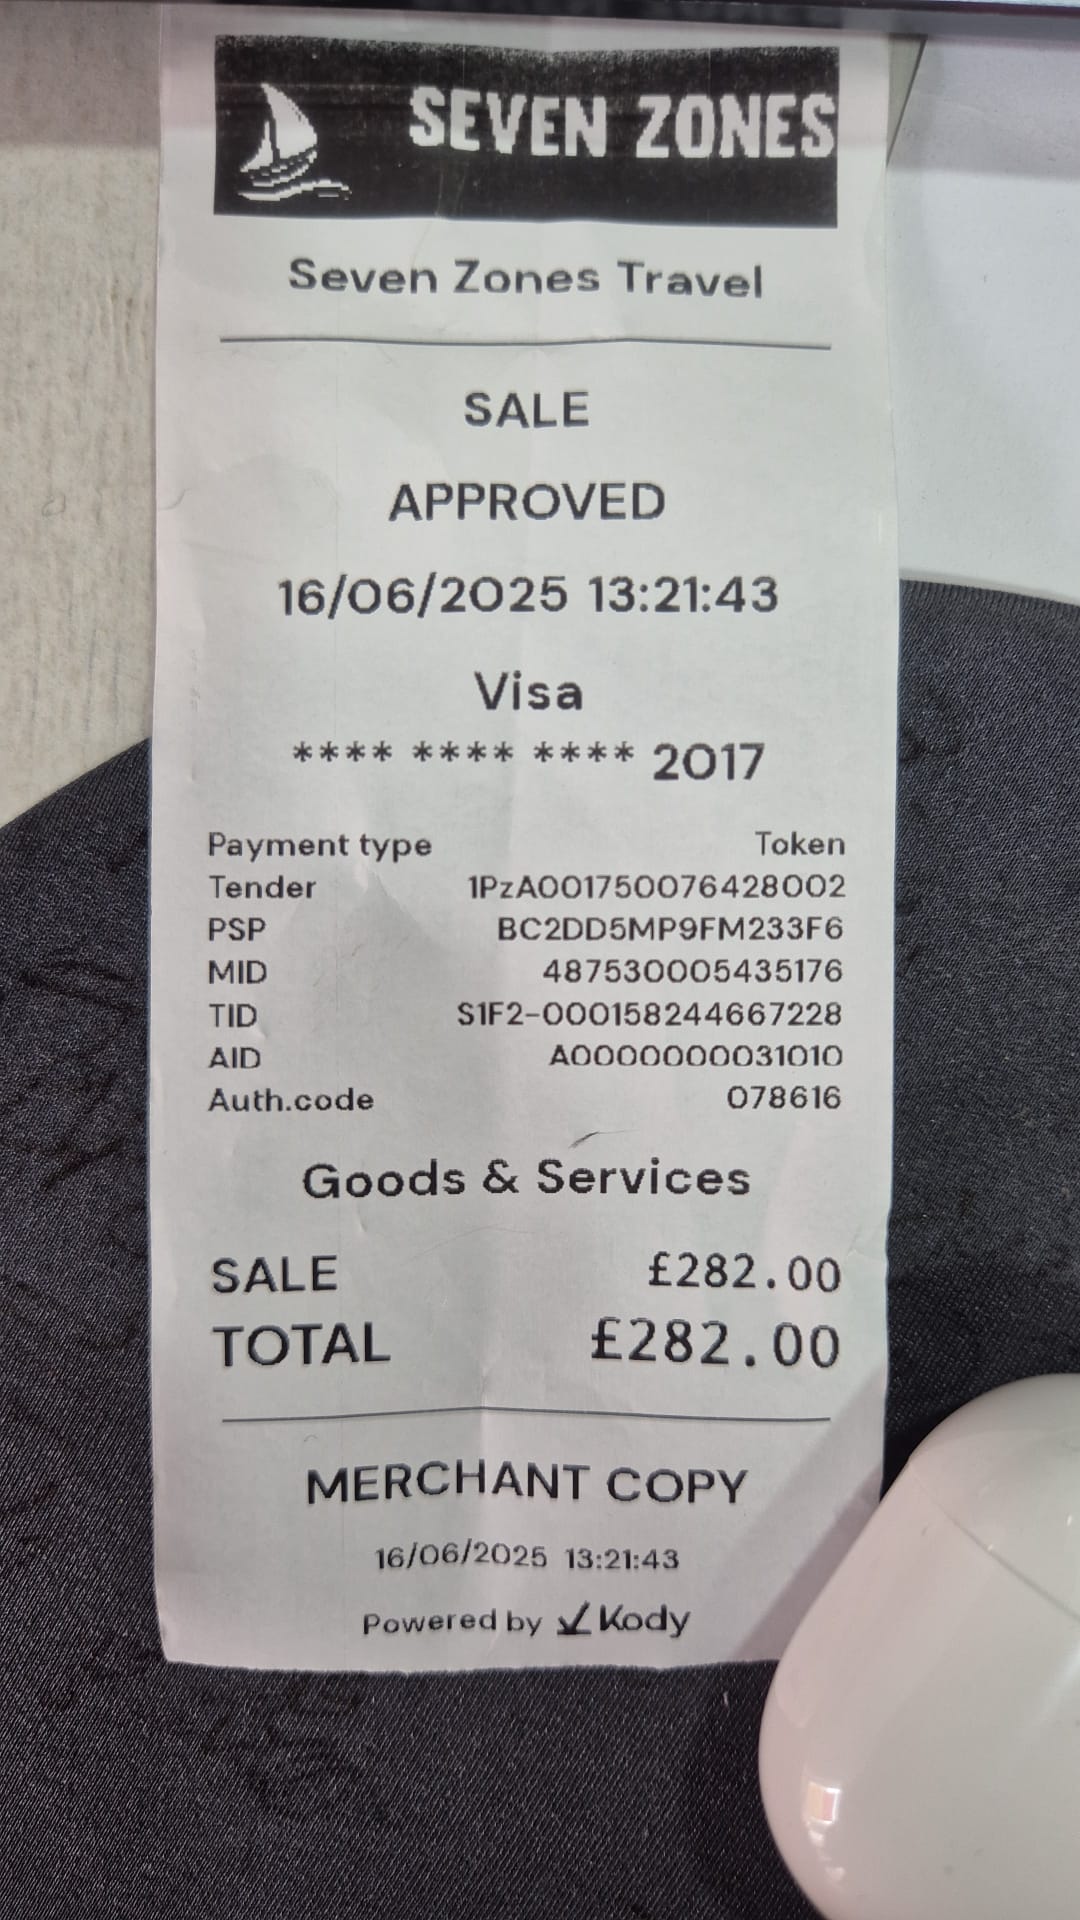 SEVEN ZONES
Seven Zones Travel
SALE
APPROVED
16/06/2025 13:21:43
Visa
**** **** **** 2017
Payment type Token
Tender 1PzA001750076428002
PSP BC2DD5MP9FM233F6
MID 487530005435176
TID S1F2-000158244667228
AID A0000000031010
Auth.code 078616
Goods & Services
SALE £282.00
TOTAL £282.00
MERCHANT COPY
16/06/2025 13:21:43
Powered by Kody